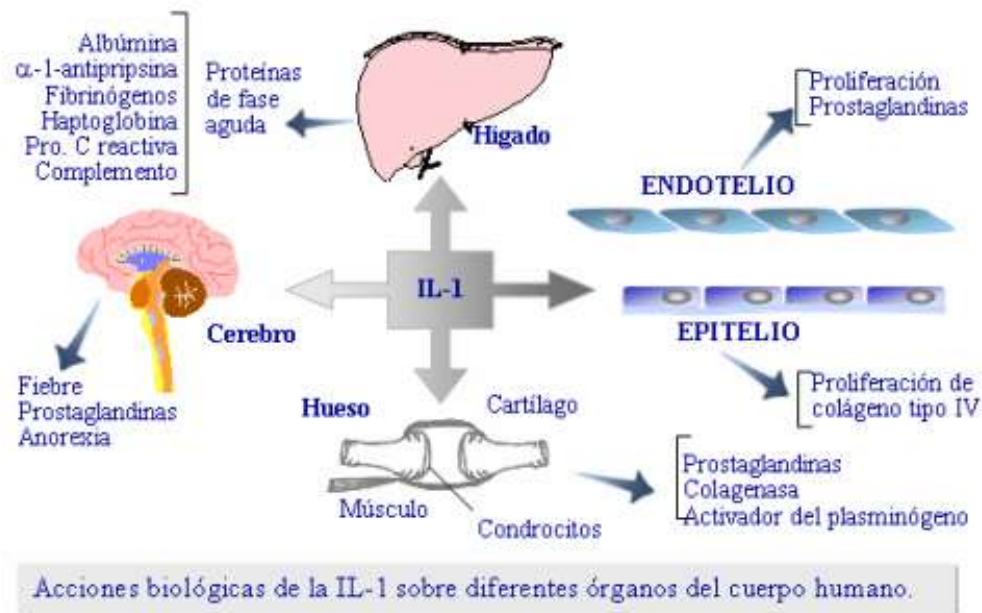 Albúmina
α-1-antipripsina
Fibrinógenos
Haptoglobina
Pro. C reactiva
Complemento
Proteínas
de fase
aguda
Hígado
Proliferación
Prostaglandinas
ENDOTELIO
IL-1
Cerebro
EPITELIO
Fiebre
Prostaglandinas
Anorexia
Proliferación de
colágeno tipo IV
Hueso
Cartílago
Músculo
Condrocitos
Prostaglandinas
Colagenasa
Activador del plasminógeno
Acciones biológicas de la IL-1 sobre diferentes órganos del cuerpo humano.